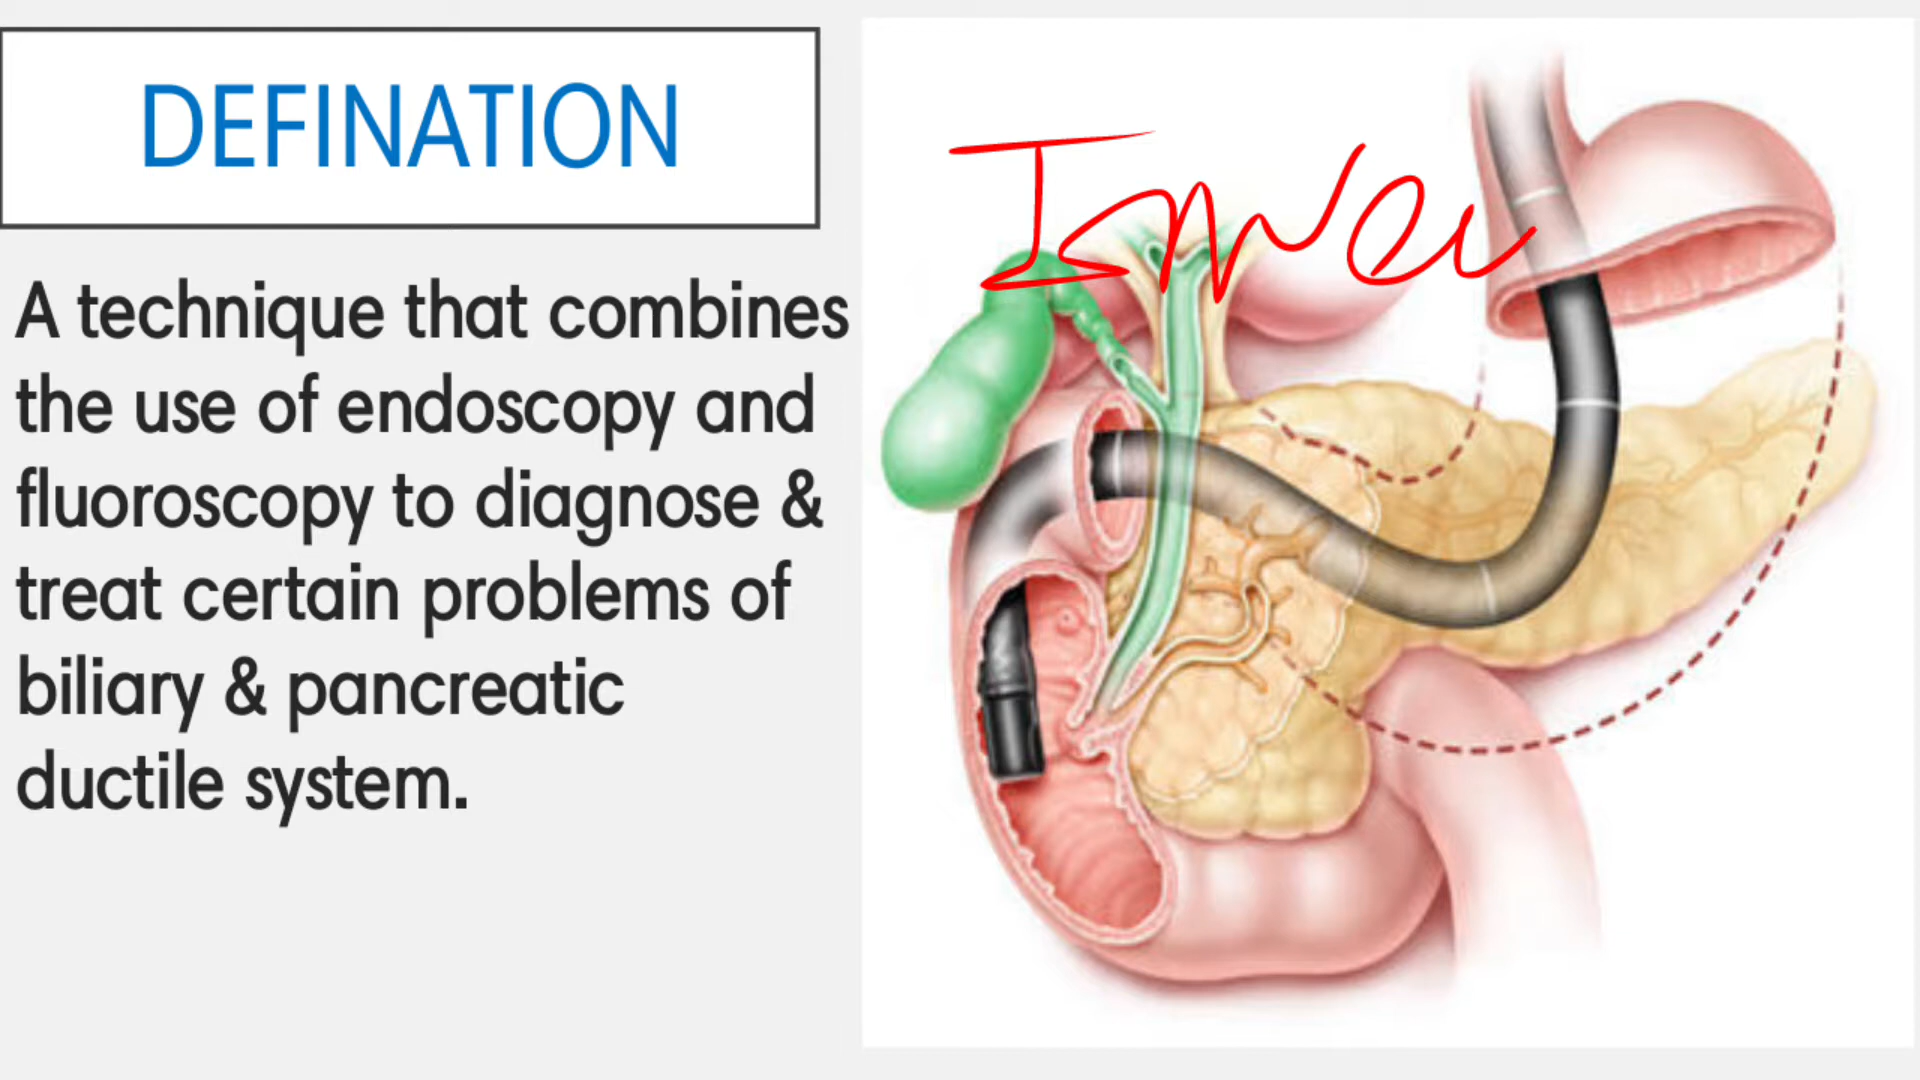 DEFINATION
A technique that combines
the use of endoscopy and
fluoroscopy to diagnose &
treat certain problems of
biliary & pancreatic
ductile system.